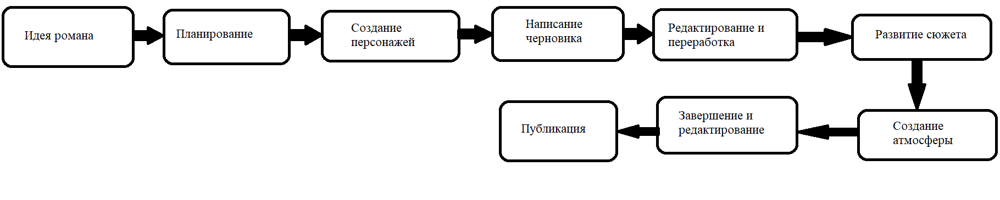 Идея романа
Планирование
Создание
персонажей
Написание
черновика
Редактирование и
переработка
Развитие сюжета
Создание
атмосферы
Завершение и
редактирование
Публикация